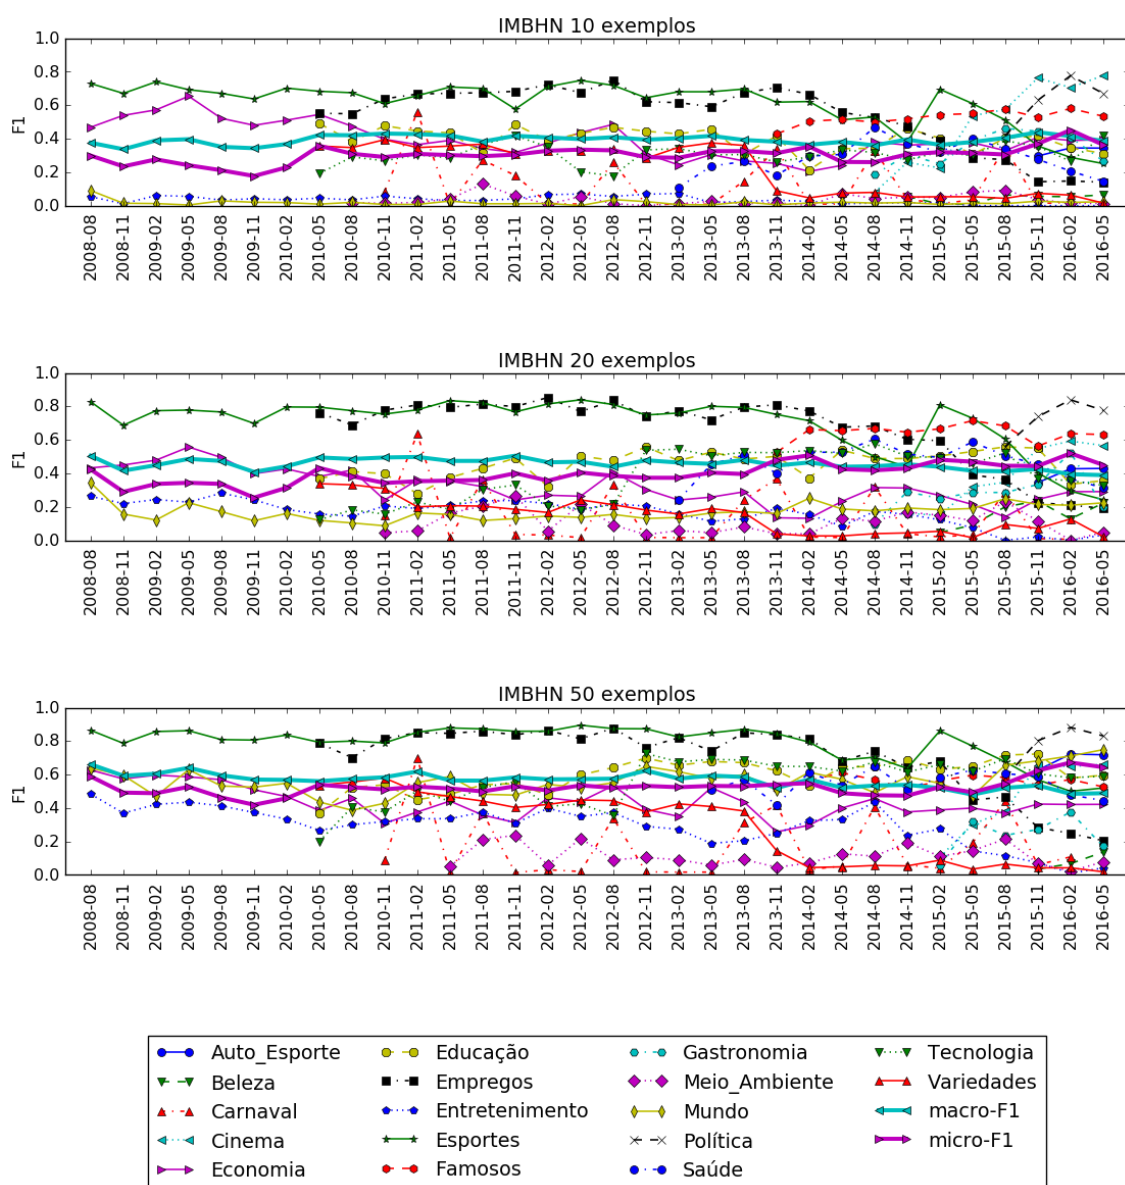 IMBHN 10 exemplos
1.0
0.8
0.6
0.4
0.2
0.0
F1
2008-08 2008-11 2009-02 2009-05 2009-08 2009-11 2010-02 2010-05 2010-08 2010-11 2011-02 2011-05 2011-08 2011-11 2012-02 2012-05 2012-08 2012-11 2013-02 2013-05 2013-08 2013-11 2014-02 2014-05 2014-08 2014-11 2015-02 2015-05 2015-08 2015-11 2016-02 2016-05
IMBHN 20 exemplos
1.0
0.8
0.6
0.4
0.2
0.0
F1
2008-08 2008-11 2009-02 2009-05 2009-08 2009-11 2010-02 2010-05 2010-08 2010-11 2011-02 2011-05 2011-08 2011-11 2012-02 2012-05 2012-08 2012-11 2013-02 2013-05 2013-08 2013-11 2014-02 2014-05 2014-08 2014-11 2015-02 2015-05 2015-08 2015-11 2016-02 2016-05
IMBHN 50 exemplos
1.0
0.8
0.6
0.4
0.2
0.0
F1
2008-08 2008-11 2009-02 2009-05 2009-08 2009-11 2010-02 2010-05 2010-08 2010-11 2011-02 2011-05 2011-08 2011-11 2012-02 2012-05 2012-08 2012-11 2013-02 2013-05 2013-08 2013-11 2014-02 2014-05 2014-08 2014-11 2015-02 2015-05 2015-08 2015-11 2016-02 2016-05
Auto_Esporte
Beleza
Carnaval
Cinema
Economia
Educação
Empregos
Entretenimento
Esportes
Famosos
Gastronomia
Meio_Ambiente
Mundo
Política
Saúde
Tecnologia
Variedades
macro-F1
micro-F1